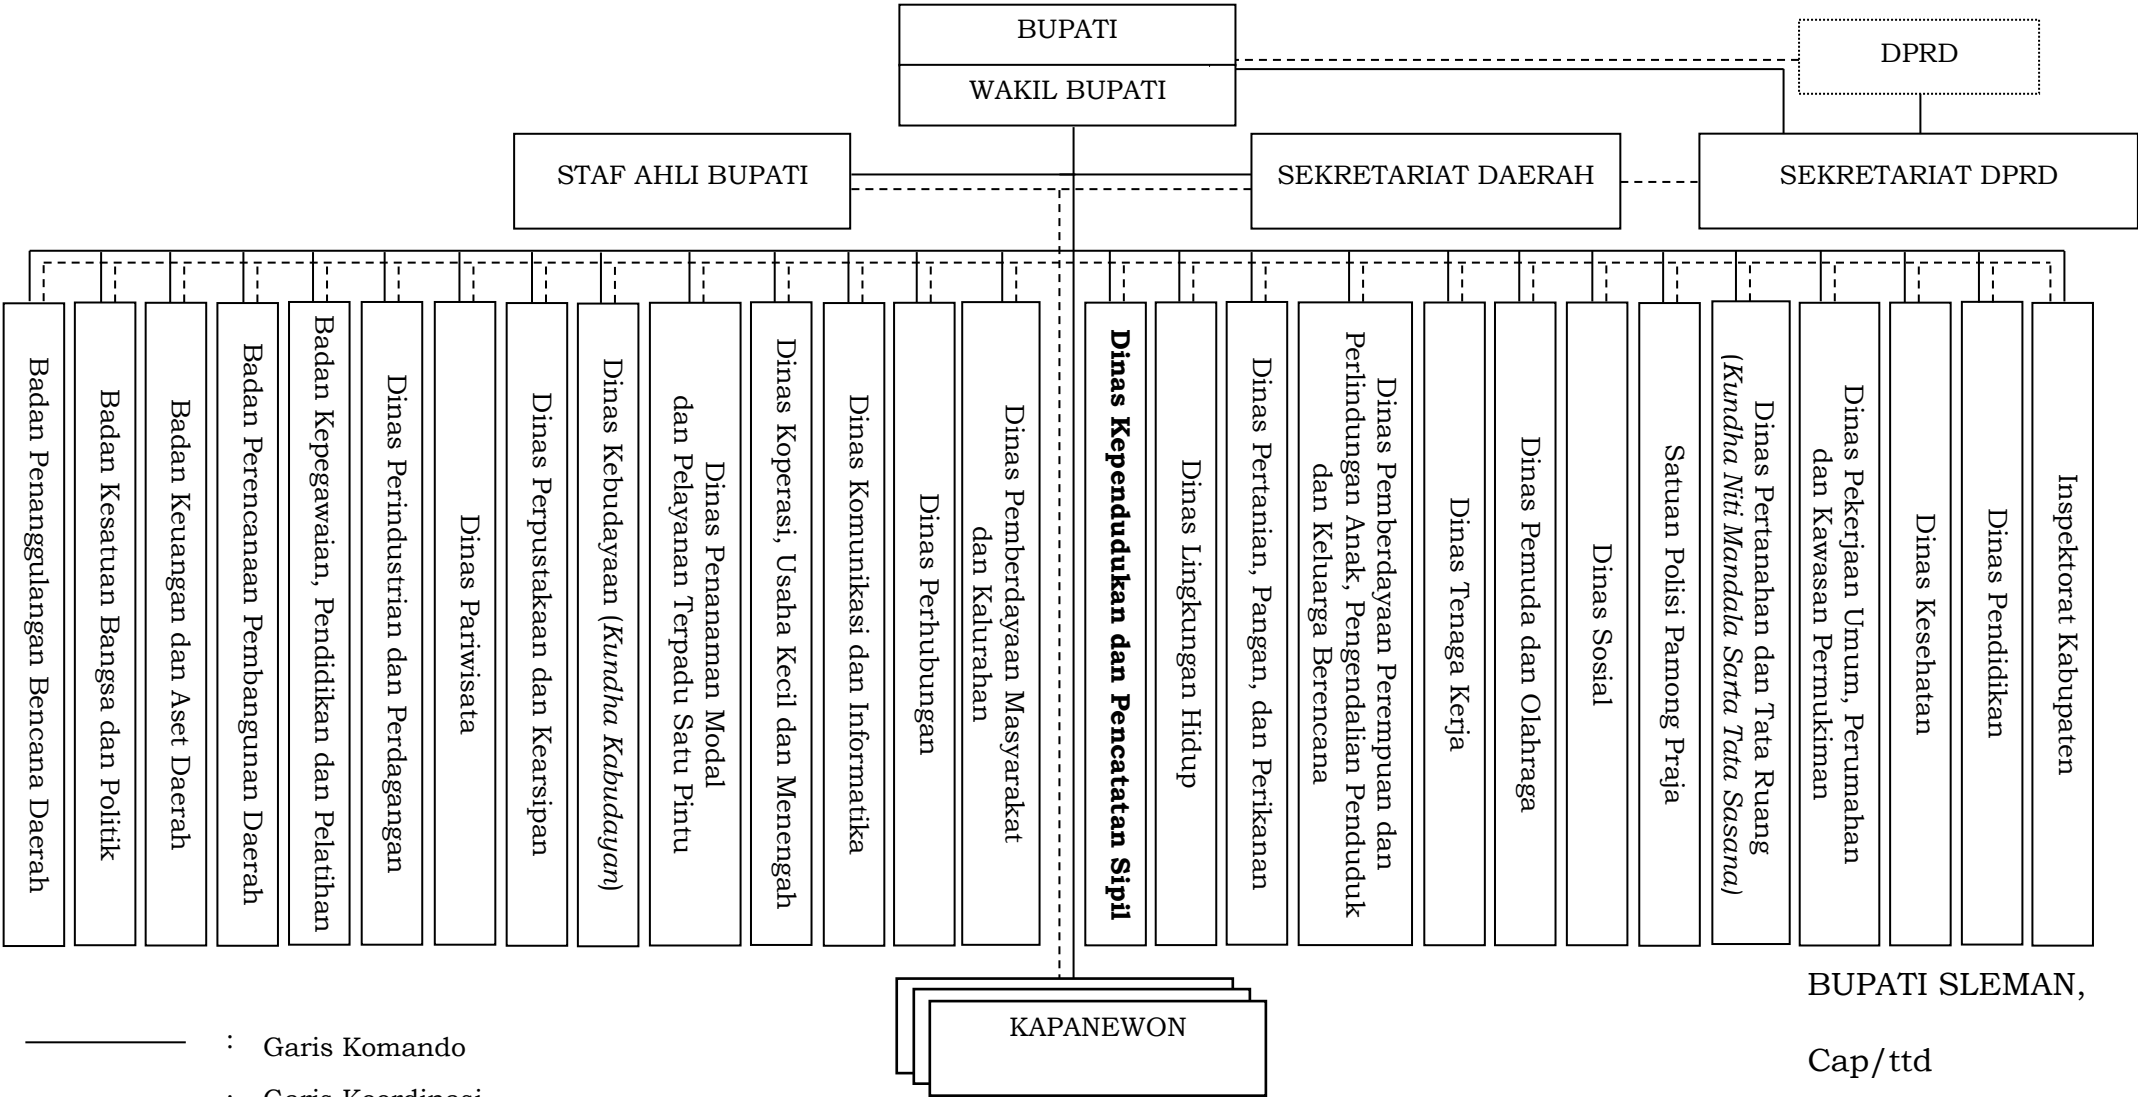 BUPATI
WAKIL BUPATI
DPRD
STAF AHLI BUPATI
SEKRETARIAT DAERAH
SEKRETARIAT DPRD
Badan Penanggulangan Bencana Daerah
Badan Kesatuan Bangsa dan Politik
Badan Keuangan dan Aset Daerah
Badan Perencanaan Pembangunan Daerah
Badan Kepegawaian, Pendidikan dan Pelatihan
Dinas Perindustrian dan Perdagangan
Dinas Pariwisata
Dinas Perpustakaan dan Kearsipan
Dinas Kebudayaan (Kundha Kabudayan)
Dinas Penanaman Modal
dan Pelayanan Terpadu Satu Pintu
Dinas Koperasi, Usaha Kecil dan Menengah
Dinas Komunikasi dan Informatika
Dinas Perhubungan
Dinas Pemberdayaan Masyarakat
dan Kalurahan
Dinas Kependudukan dan Pencatatan Sipil
Dinas Lingkungan Hidup
Dinas Pertanian, Pangan, dan Perikanan
Dinas Pemberdayaan Perempuan dan
Perlindungan Anak, Pengendalian Penduduk
dan Keluarga Berencana
Dinas Tenaga Kerja
Dinas Pemuda dan Olahraga
Dinas Sosial
Satuan Polisi Pamong Praja
Dinas Pertanahan dan Tata Ruang
(Kundha Niti Mandala Sarta Tata Sasana)
Dinas Pekerjaan Umum, Perumahan
dan Kawasan Permukiman
Dinas Kesehatan
Dinas Pendidikan
Inspektorat Kabupaten
KAPANEWON
: Garis Komando
: Garis Koordinasi
BUPATI SLEMAN,
Cap/ttd